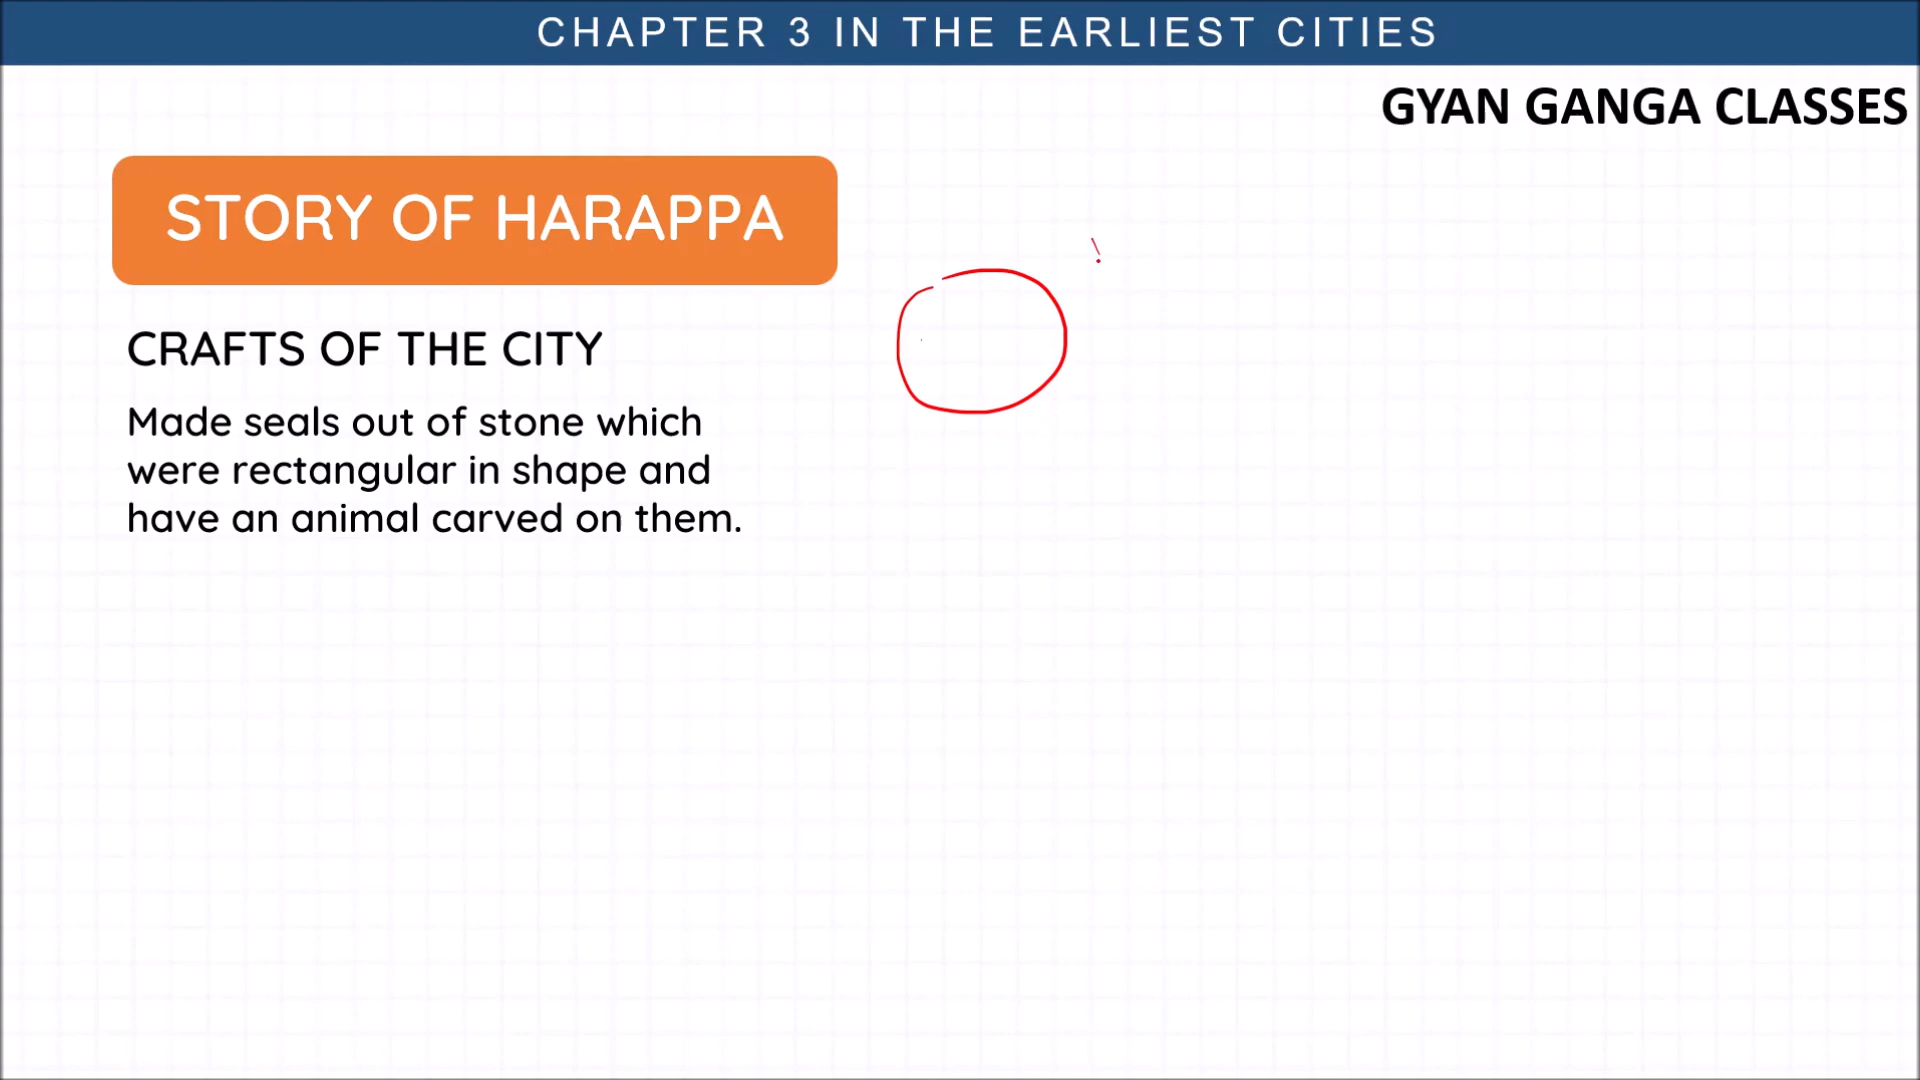 CHAPTER 3 IN THE EARLIEST CITIES
GYAN GANGA CLASSES
STORY OF HARAPPA
CRAFTS OF THE CITY
Made seals out of stone which
were rectangular in shape and
have an animal carved on them.